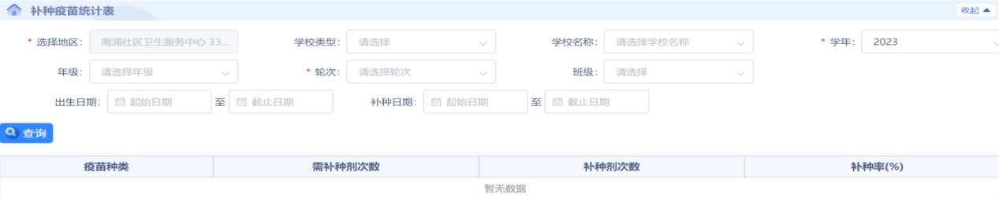 补种疫苗统计表 收起
* 选择地区: 南浦社区卫生服务中心 33... 学校类型: 请选择 学校名称: 请选择学校名称 * 学年: 2023
年级: 请选择年级 * 轮次: 请选择轮次 班级: 请选择
出生日期: 起始日期 至 截止日期 补种日期: 起始日期 至 截止日期
查询
疫苗种类 需补种剂次数 补种剂次数 补种率(%)
暂无数据